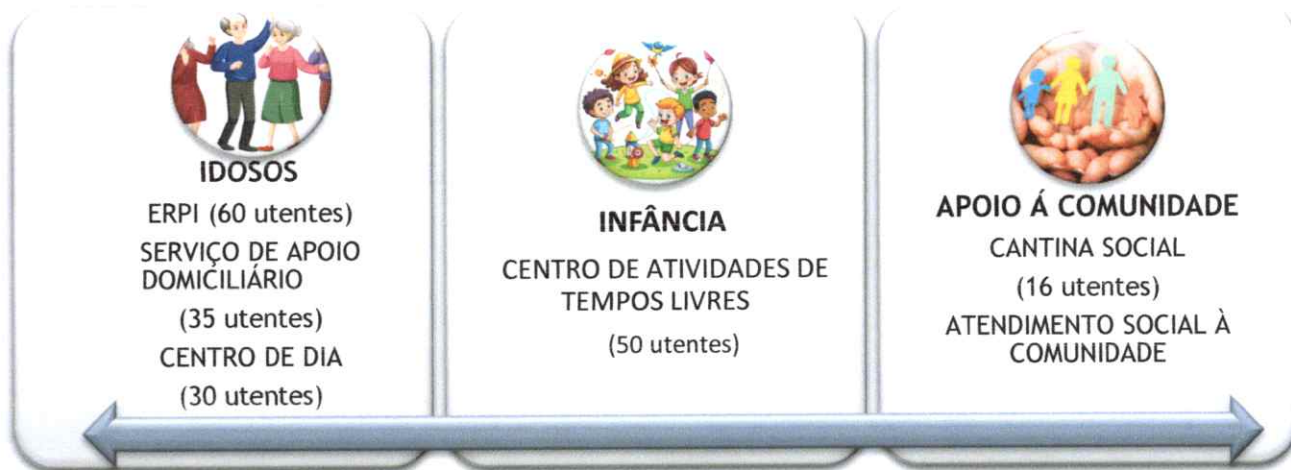 IDOSOS
ERPI (60 utentes)
SERVIÇO DE APOIO
DOMICILIÁRIO
(35 utentes)
CENTRO DE DIA
(30 utentes)
INFÂNCIA
CENTRO DE ATIVIDADES DE
TEMPOS LIVRES
(50 utentes)
APOIO Á COMUNIDADE
CANTINA SOCIAL
(16 utentes)
ATENDIMENTO SOCIAL À
COMUNIDADE